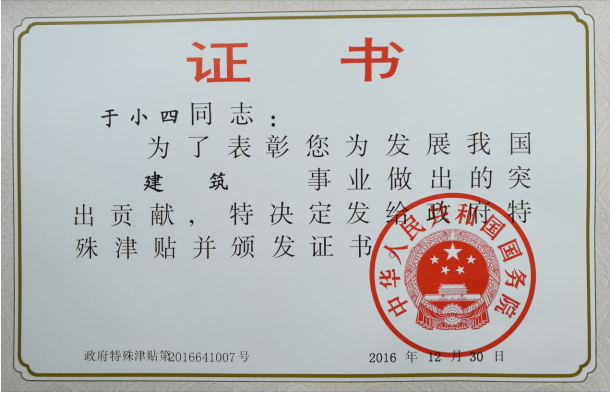 证书
于小四同志：
为了表彰您为发展我国
建筑事业做出的突
出贡献，特决定发给政府特
殊津贴并颁发证书。
中华人民共和国国务院
政府特殊津贴第2016641007号
2016 年 12 月 30 日